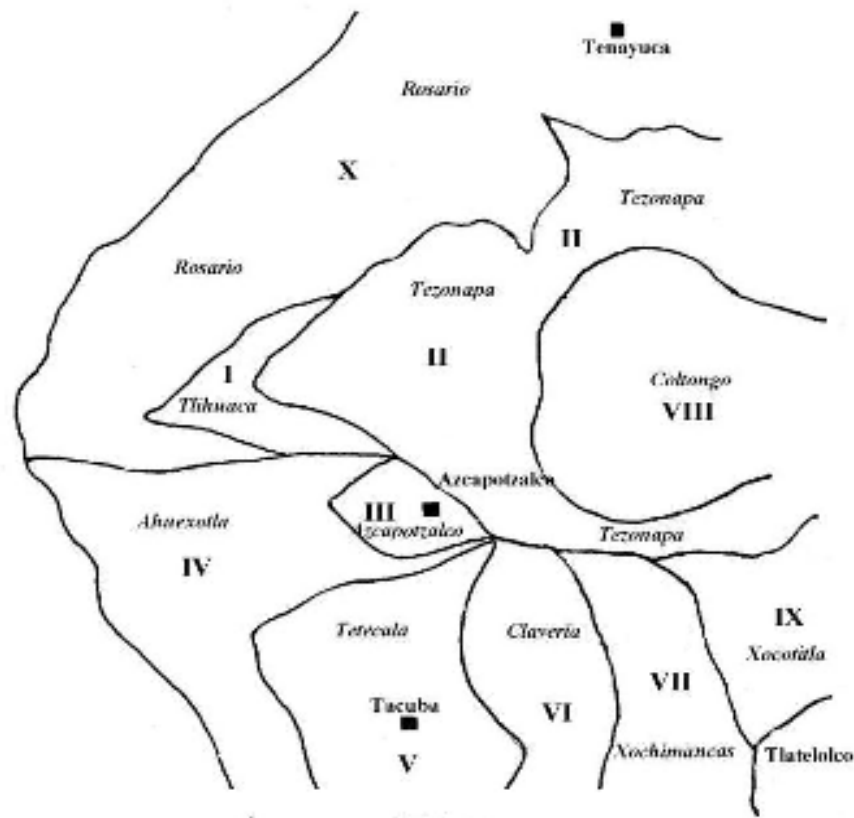 Tenayuca
Rosario
X
Tezonapa
II
Rosario
Tezonapa
II
I
Tlihuaca
Coltongo
VIII
Azcapotzalco
III
Azcapotzalco
Ahuexotla
IV
Tezonapa
Tetecala
Claveria
IX
Xocotitla
VII
Tacuba
VI
V
Xochimancas
Tlatelolco